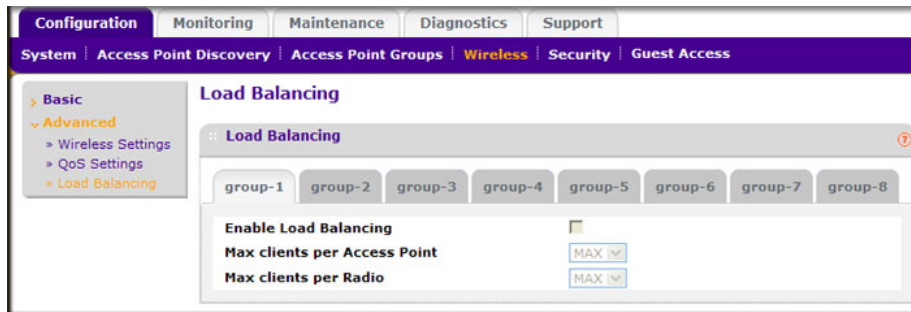 Configuration Monitoring Maintenance Diagnostics Support
System Access Point Discovery Access Point Groups Wireless Security Guest Access
Basic
Advanced
» Wireless Settings
» QoS Settings
» Load Balancing
Load Balancing
Load Balancing
?
group-1 group-2 group-3 group-4 group-5 group-6 group-7 group-8
Enable Load Balancing
Max clients per Access Point MAX
Max clients per Radio MAX